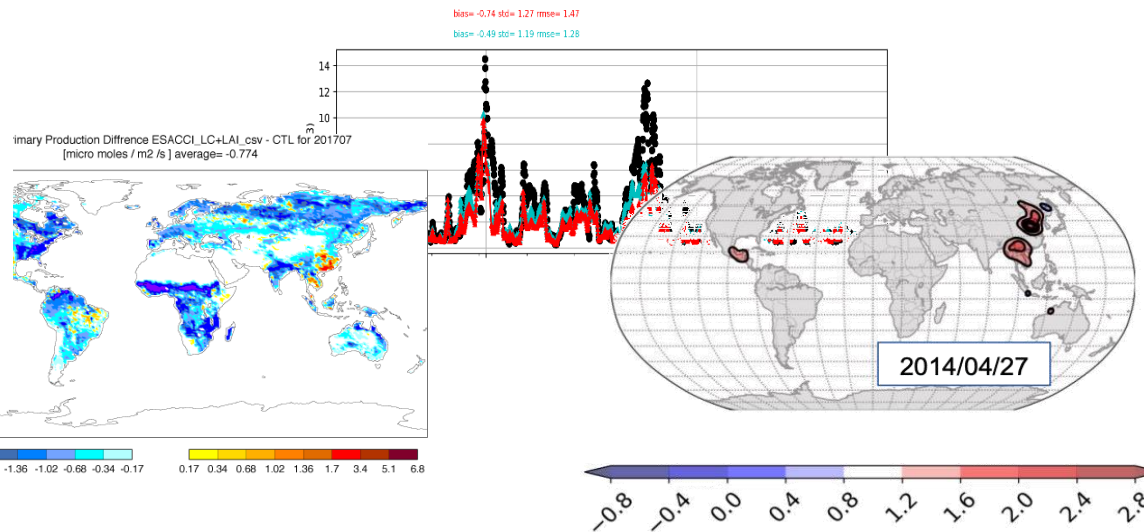 bias= -0.74 std= 1.27 rmse= 1.47
bias= -0.49 std= 1.19 rmse= 1.28
14
12
10
3)
Production Diffrence ESACCI_LC+LAI_csv - CTL for 201707
[micro moles / m2 /s ] average= -0.774
2014/04/27
-1.36 -1.02 -0.68 -0.34 -0.17 0.17 0.34 0.68 1.02 1.36 1.7 3.4 5.1 6.8
−0.8 −0.4 0.0 0.4 0.8 1.2 1.6 2.0 2.4 2.8